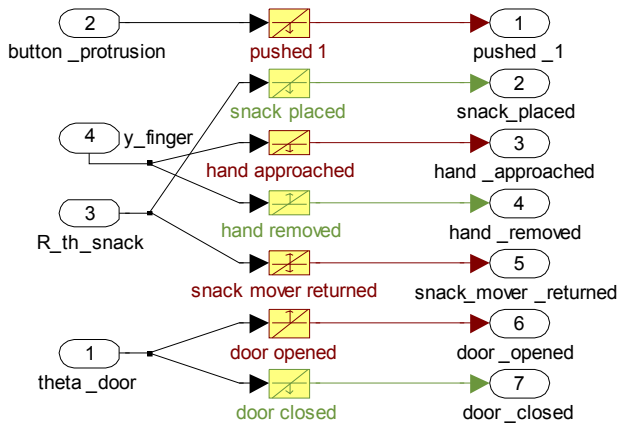 2 1
button _protrusion pushed 1 pushed _1
2
snack placed snack_placed
4 y_finger
3
hand approached hand _approached
3 4
R_th_snack hand removed hand _removed
5
snack mover returned snack_mover _returned
6
1 door opened door _opened
theta _door
7
door closed door _closed